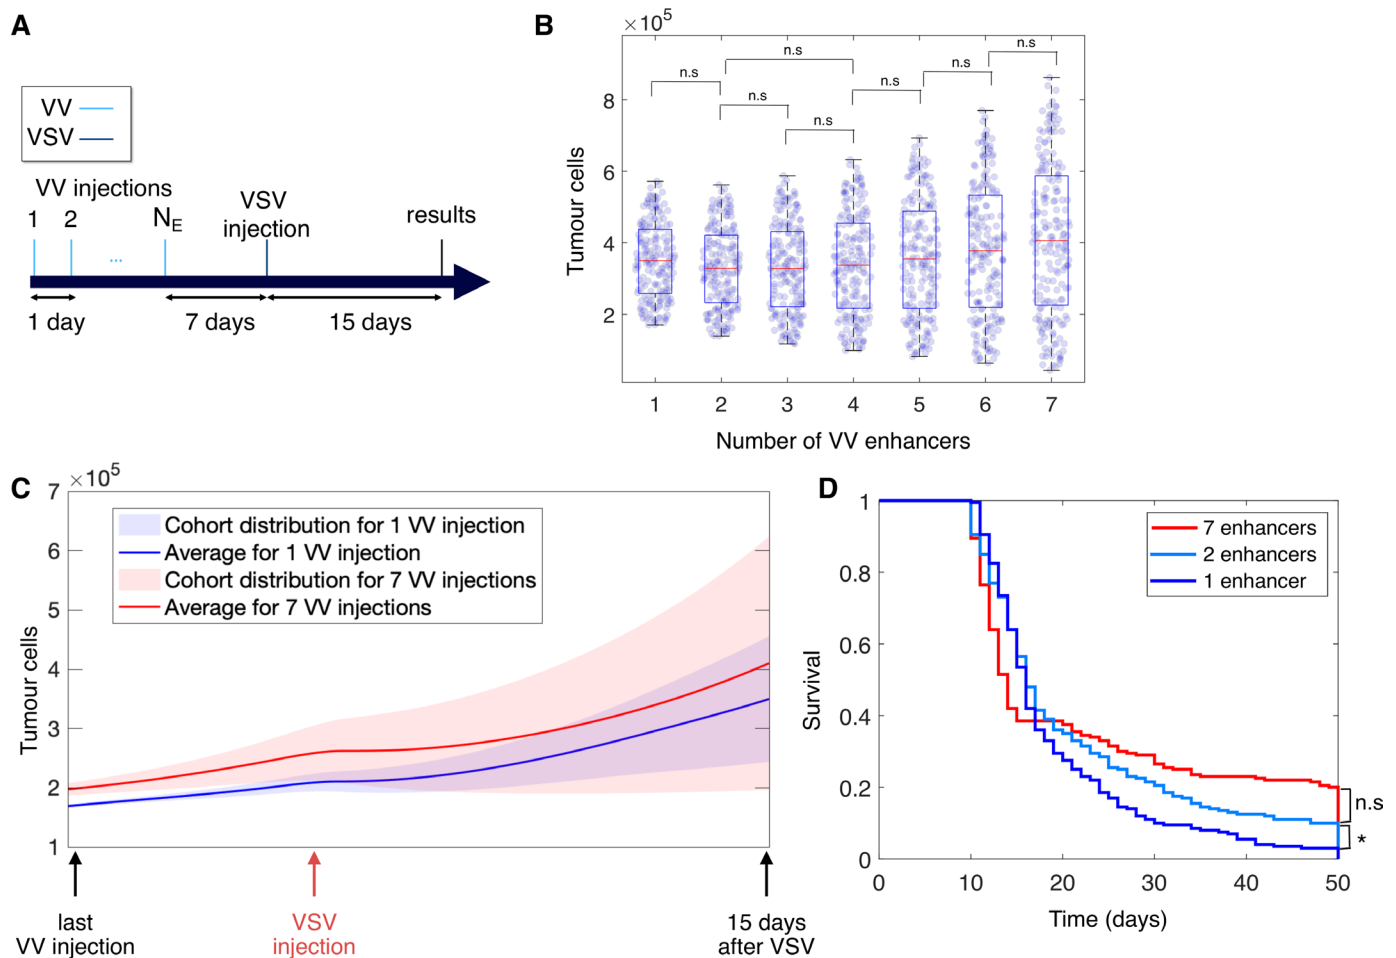 A
VV
VSV
VV injections
1
2
...
N_E
VSV
injection
results
1 day
7 days
15 days
B
×10^5
Tumour cells
8
6
4
2
n.s
n.s
n.s
n.s
n.s
n.s
n.s
1 2 3 4 5 6 7
Number of VV enhancers
C
×10^5
Tumour cells
7
6
5
4
3
2
1
Cohort distribution for 1 VV injection
Average for 1 VV injection
Cohort distribution for 7 VV injections
Average for 7 VV injections
last
VV injection
VSV
injection
15 days
after VSV
D
Survival
1
0.8
0.6
0.4
0.2
0
7 enhancers
2 enhancers
1 enhancer
n.s
*
0 10 20 30 40 50
Time (days)